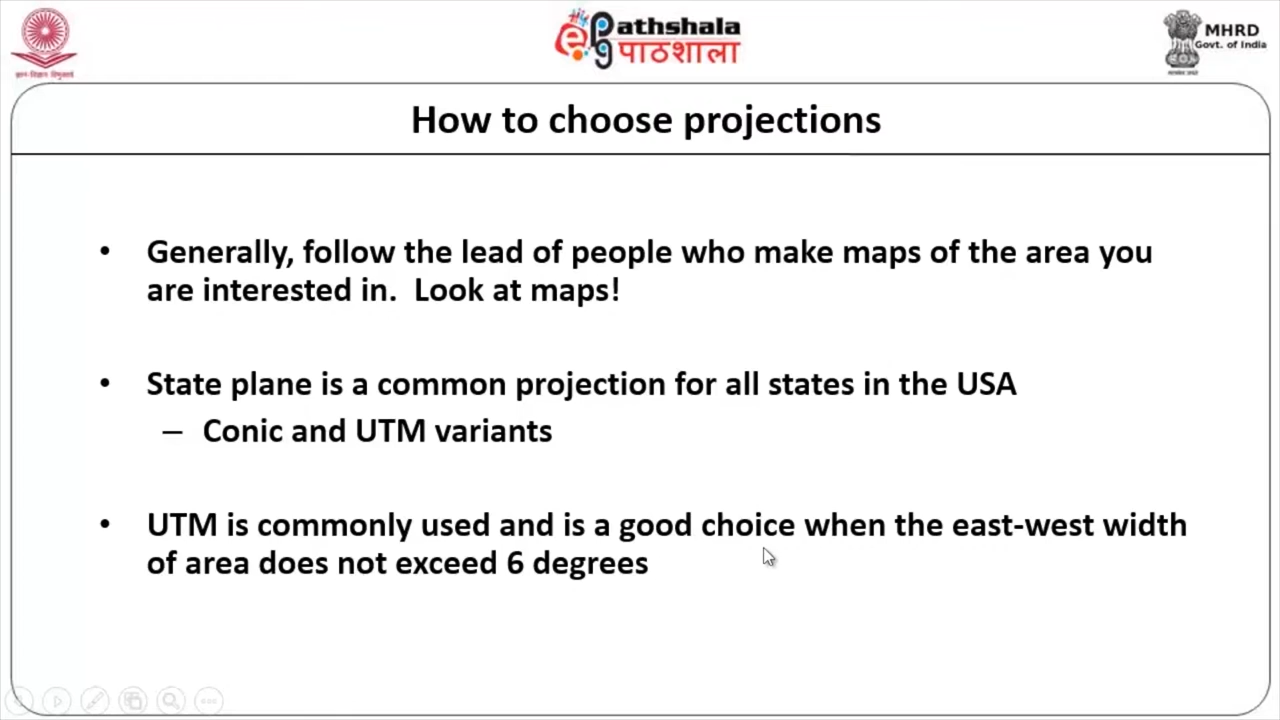 ePathshala
पाठशाला
MHRD
Govt. of India
How to choose projections
• Generally, follow the lead of people who make maps of the area you
are interested in.  Look at maps!
• State plane is a common projection for all states in the USA
– Conic and UTM variants
• UTM is commonly used and is a good choice when the east-west width
of area does not exceed 6 degrees